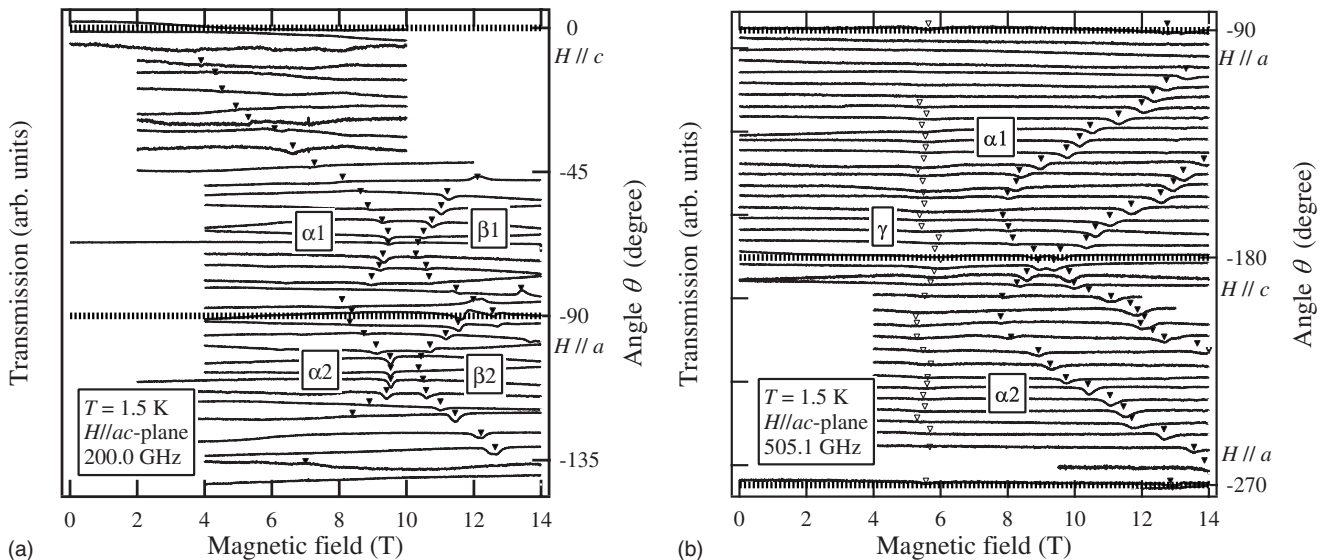 Transmission (arb. units)
0
H // c
-45
-90
H // a
-135
Angle θ (degree)
α1
β1
α2
β2
T = 1.5 K
H//ac-plane
200.0 GHz
0 2 4 6 8 10 12 14
Magnetic field (T)
(a)
Transmission (arb. units)
-90
H // a
-180
H // c
H // a
-270
Angle θ (degree)
α1
γ
α2
T = 1.5 K
H//ac-plane
505.1 GHz
0 2 4 6 8 10 12 14
Magnetic field (T)
(b)